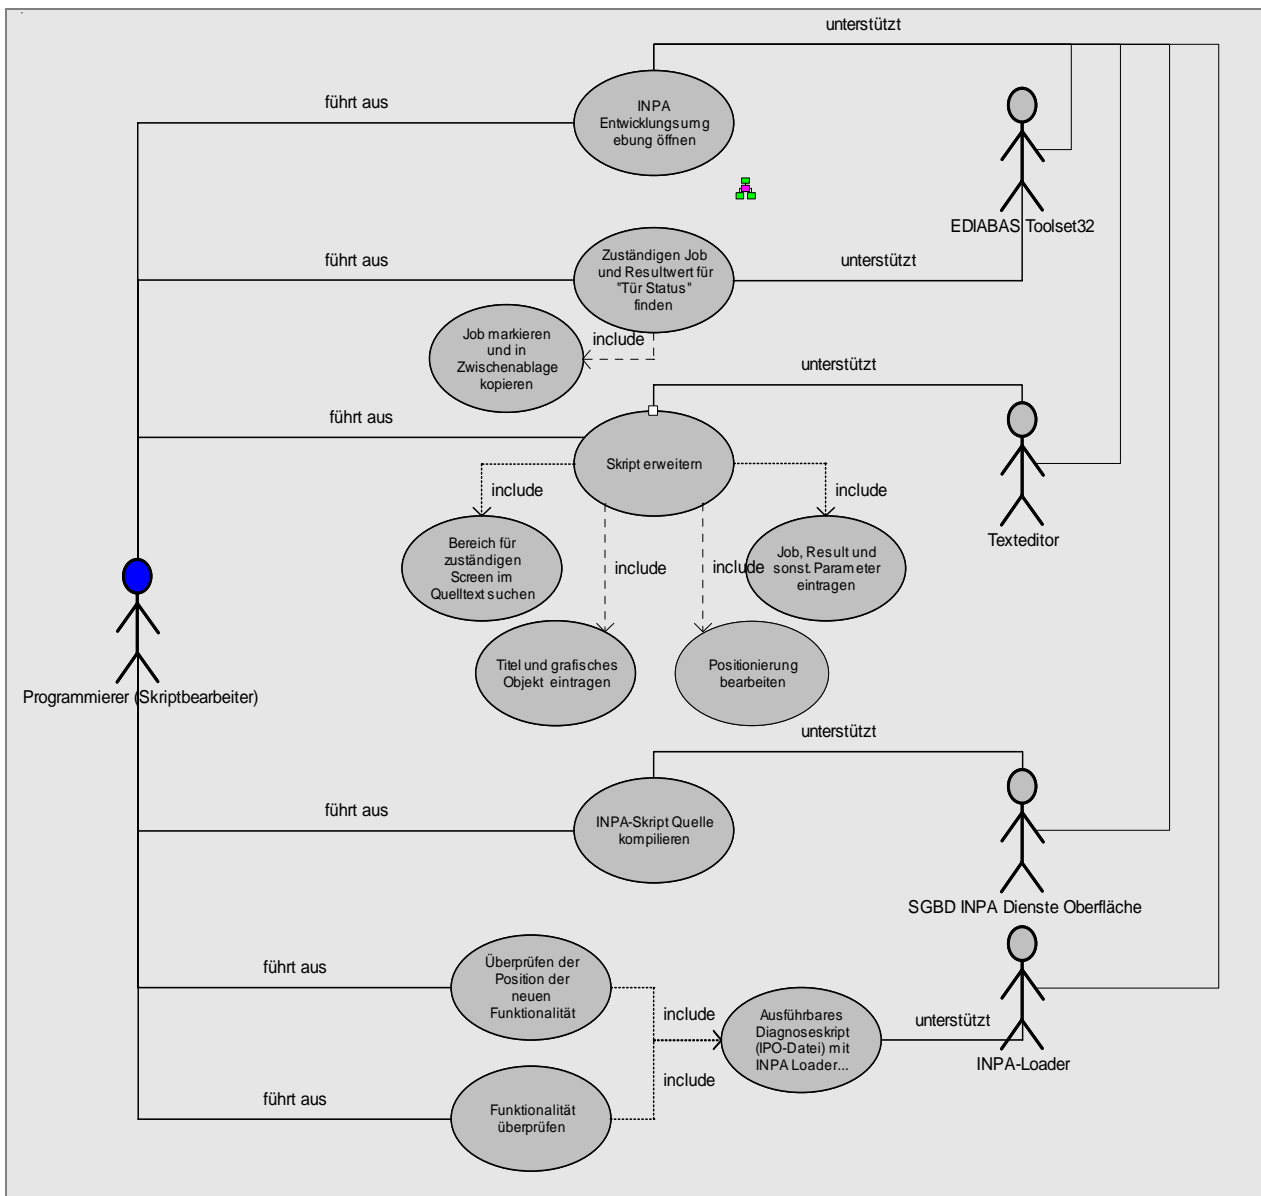 unterstützt
führt aus
INPA
Entwicklungsumg
ebung öffnen
EDIABAS Toolset32
führt aus
Zuständigen Job
und Resultwert für
"Tür Status"
finden
unterstützt
Job markieren
und in
Zwischenablage
kopieren
include
unterstützt
führt aus
Skript erweitern
include
include
Texteditor
Bereich für
zuständigen
Screen im
Quelltext suchen
include
include
Job, Result und
sonst. Parameter
eintragen
Titel und grafisches
Objekt eintragen
Positionierung
bearbeiten
Programmierer (Skriptbearbeiter)
unterstützt
führt aus
INPA-Skript Quelle
kompilieren
SGBD INPA Dienste Oberfläche
führt aus
Überprüfen der
Position der
neuen
Funktionalität
include
Ausführbares
Diagnoseskript
(IPO-Datei) mit
INPA Loader...
unterstützt
INPA-Loader
include
führt aus
Funktionalität
überprüfen